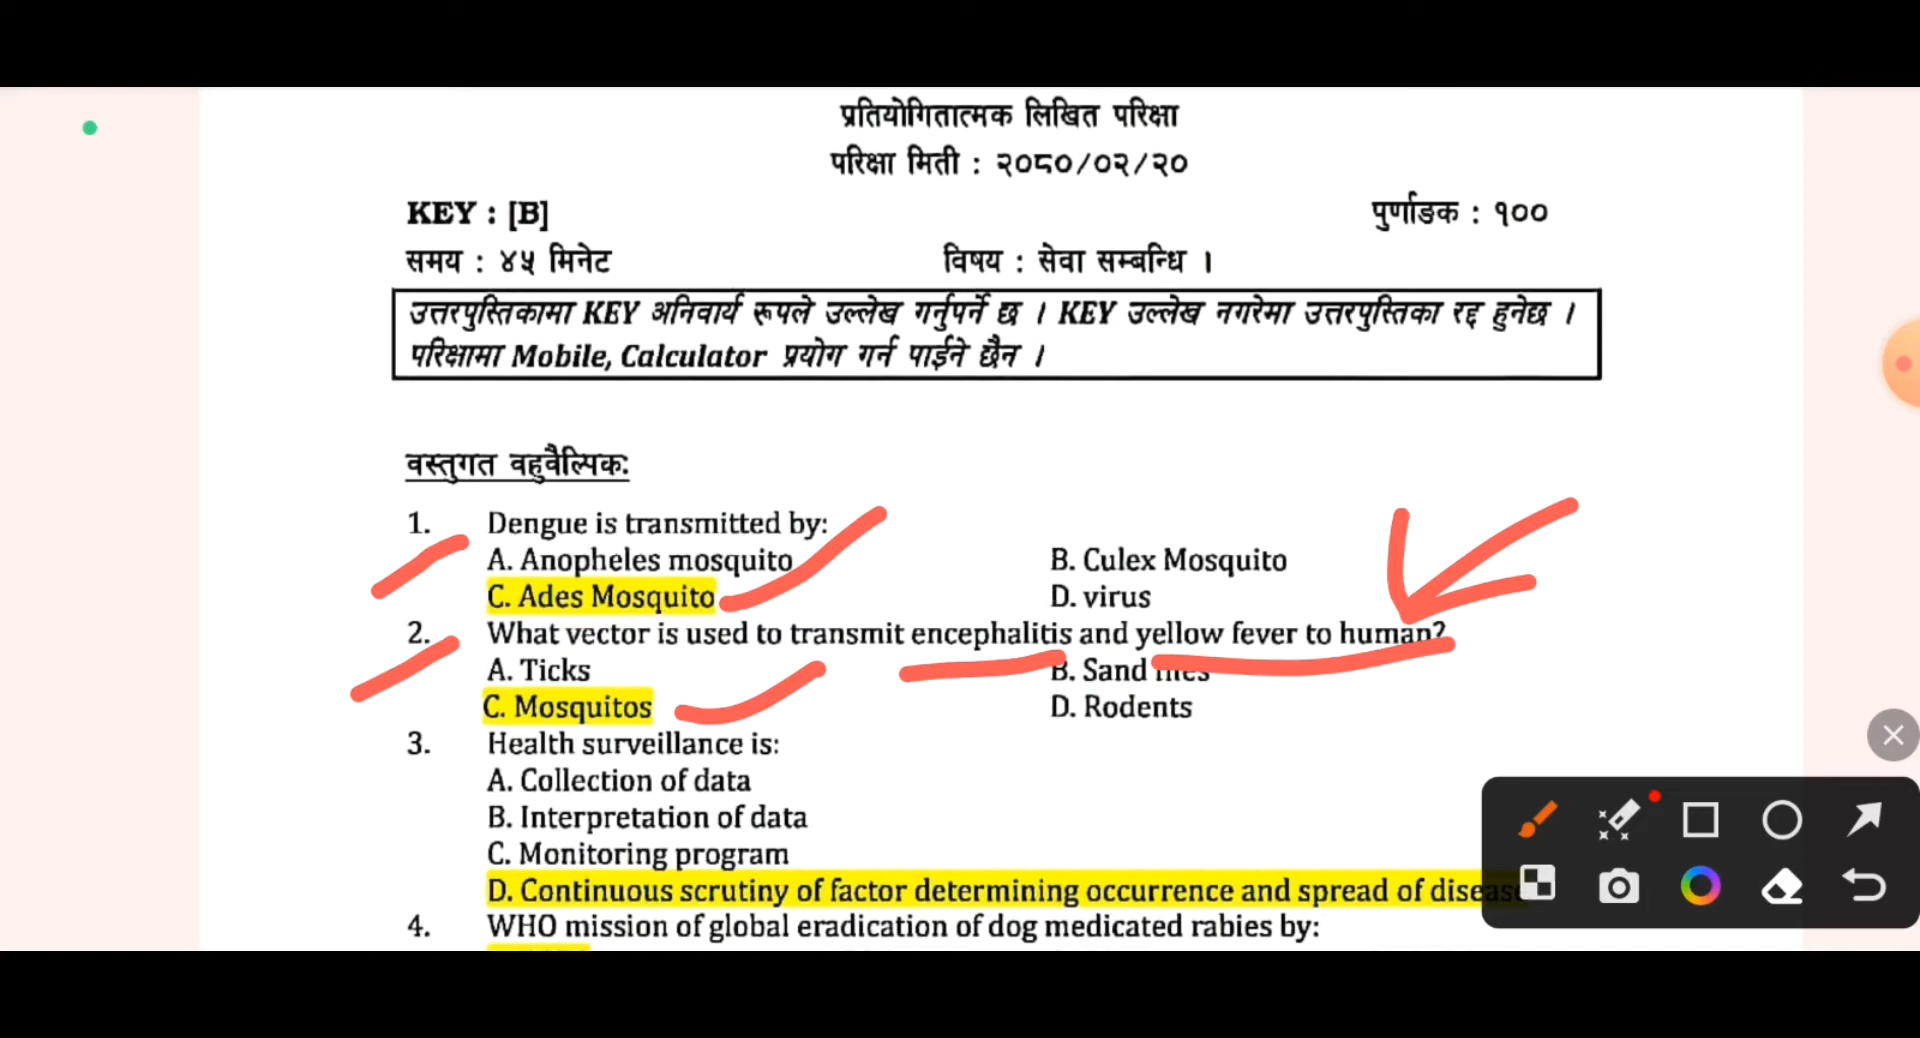 प्रतियोगितात्मक लिखित परिक्षा
परिक्षा मिती : २०८०/०२/२०
KEY : [B] पुर्णाङक : १००
समय : ४५ मिनेट विषय : सेवा सम्बन्धि ।
उत्तरपुस्तिकामा KEY अनिवार्य रूपले उल्लेख गर्नुपर्ने छ । KEY उल्लेख नगरेमा उत्तरपुस्तिका रद्द हुनेछ ।
परिक्षामा Mobile, Calculator प्रयोग गर्न पाईने छैन ।
वस्तुगत वहुवैल्पिक:
1. Dengue is transmitted by:
A. Anopheles mosquito B. Culex Mosquito
C. Ades Mosquito D. virus
2. What vector is used to transmit encephalitis and yellow fever to human?
A. Ticks B. Sand
C. Mosquitos D. Rodents
3. Health surveillance is:
A. Collection of data
B. Interpretation of data
C. Monitoring program
D. Continuous scrutiny of factor determining occurrence and spread of disease
4. WHO mission of global eradication of dog medicated rabies by: